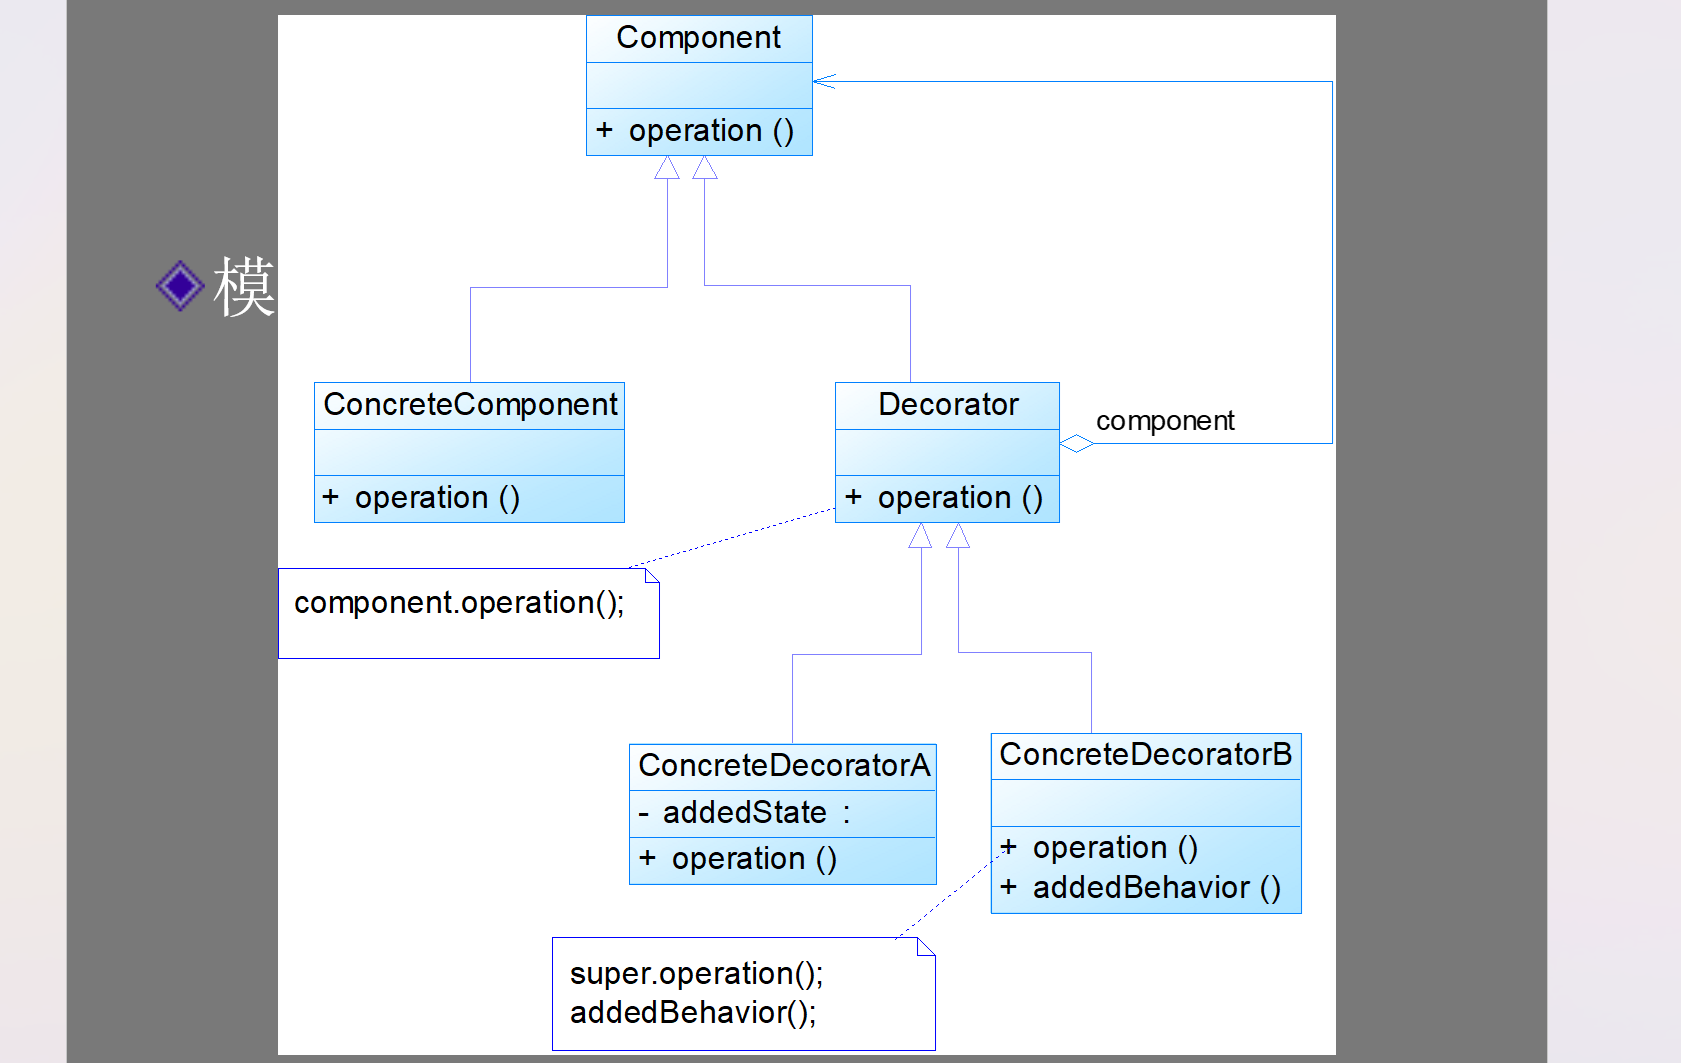 Component
+ operation ()
模
ConcreteComponent
+ operation ()
Decorator
+ operation ()
component
component.operation();
ConcreteDecoratorA
- addedState :
+ operation ()
ConcreteDecoratorB
+ operation ()
+ addedBehavior ()
super.operation();
addedBehavior();